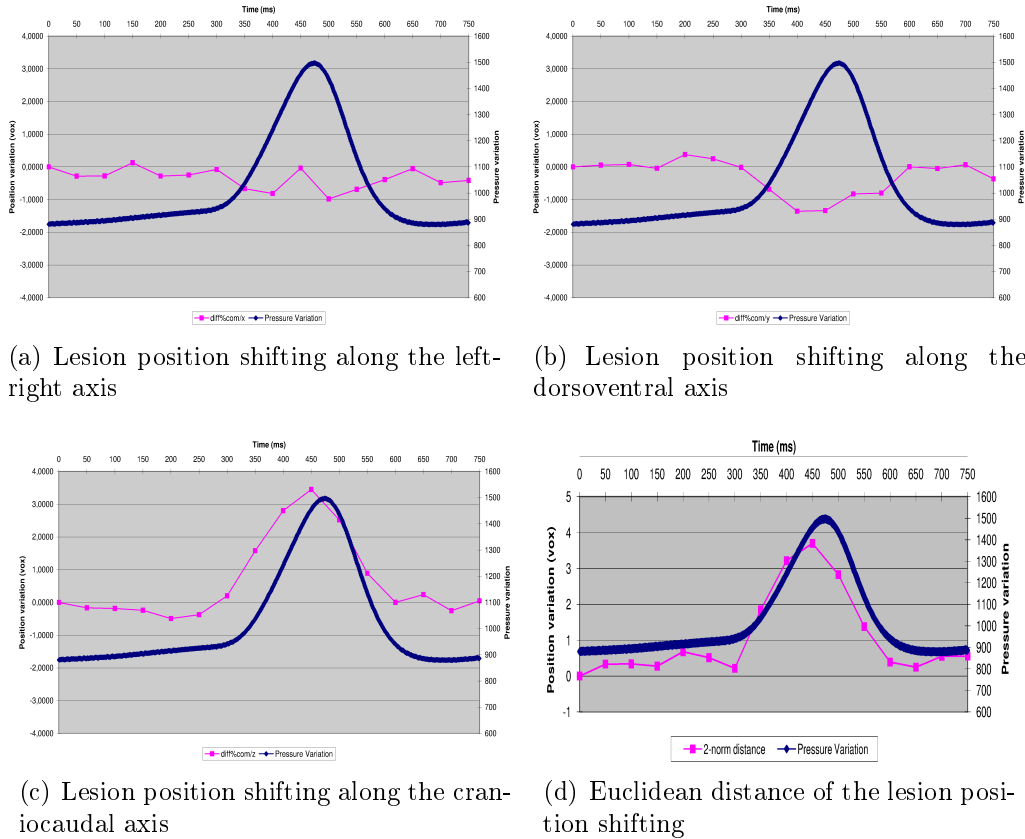 Time (ms)
0 50 100 150 200 250 300 350 400 450 500 550 600 650 700 750
4,0000
3,0000
2,0000
1,0000
0,0000
-1,0000
-2,0000
-3,0000
-4,0000
Position variation (vox)
1600
1500
1400
1300
1200
1100
1000
900
800
700
600
Pressure variation
diff%com/x Pressure Variation
(a) Lesion position shifting along the left-
right axis
Time (ms)
0 50 100 150 200 250 300 350 400 450 500 550 600 650 700 750
4,0000
3,0000
2,0000
1,0000
0,0000
-1,0000
-2,0000
-3,0000
-4,0000
Position variation (vox)
1600
1500
1400
1300
1200
1100
1000
900
800
700
600
Pressure variation
diff%com/y Pressure Variation
(b) Lesion position shifting along the
dorsoventral axis
Time (ms)
0 50 100 150 200 250 300 350 400 450 500 550 600 650 700 750
4,0000
3,0000
2,0000
1,0000
0,0000
-1,0000
-2,0000
-3,0000
-4,0000
Position variation (vox)
1600
1500
1400
1300
1200
1100
1000
900
800
700
600
Pressure variation
diff%com/z Pressure Variation
(c) Lesion position shifting along the cran-
iocaudal axis
Time (ms)
0 50 100 150 200 250 300 350 400 450 500 550 600 650 700 750
5
4
3
2
1
0
-1
Position variation (vox)
1600
1500
1400
1300
1200
1100
1000
900
800
700
600
Pressure variation
2-norm distance Pressure Variation
(d) Euclidean distance of the lesion posi-
tion shifting